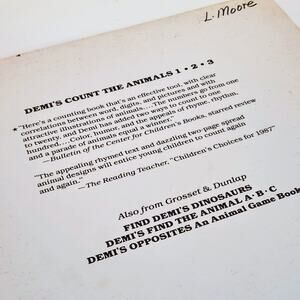 L. Moore
DEMI'S COUNT THE ANIMALS 1 • 2 • 3
★ "Here's a counting book that's an effective tool, with clear
correlations between word, digits, and pictures and with
attractive illustrations of animals....The numbers go from one
to twenty, and Demi has added two ways of counting to one
hundred....Color, humor, and the appeals of rhyme, rhythm,
and a parade of animals equal a winner."
—Bulletin of the Center for Children's Books, starred review
"The appealing rhymed text and dazzling two-page spread
animal designs will entice young children to count again
and again."
—The Reading Teacher, "Children's Choices for 1987"
Also from Grosset & Dunlap
FIND DEMI'S DINOSAURS
DEMI'S FIND THE ANIMAL A • B • C
DEMI'S OPPOSITES An Animal Game Book